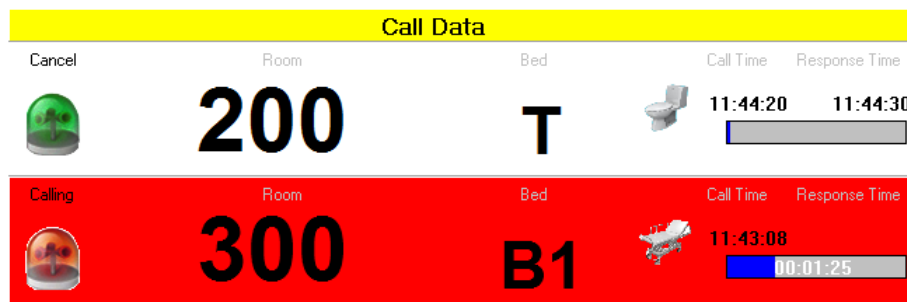 Call Data
Cancel Room Bed Call Time Response Time
200 T 11:44:20 11:44:30
Calling Room Bed Call Time Response Time
300 B1 11:43:08
00:01:25